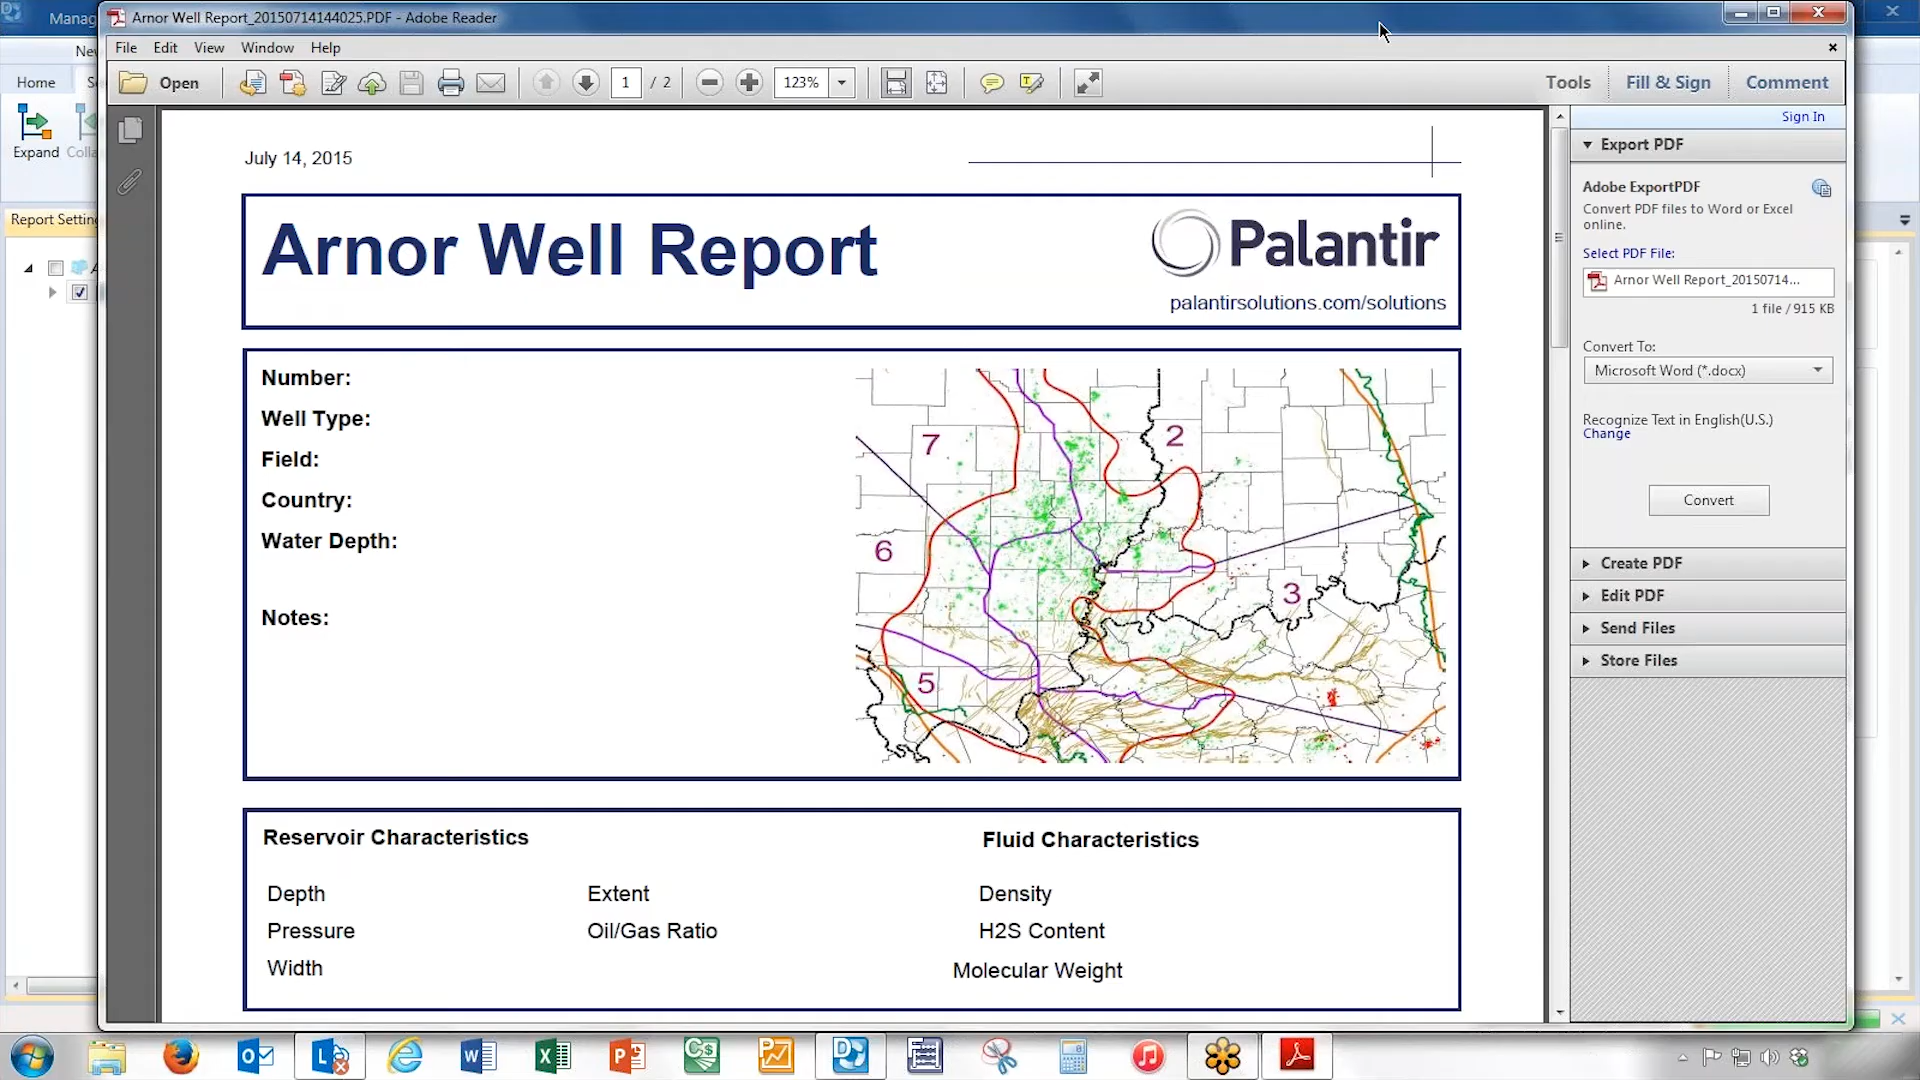 Manag
Arnor Well Report_20150714144025.PDF - Adobe Reader
New
File Edit View Window Help
Home
Open
1 / 2
123%
Tools
Fill & Sign
Comment
Expand
Sign In
July 14, 2015
Export PDF
Arnor Well Report
Palantir
palantirsolutions.com/solutions
Adobe ExportPDF
Convert PDF files to Word or Excel
online.
Select PDF File:
Arnor Well Report_20150714...
1 file / 915 KB
Report Setting
Convert To:
Microsoft Word (*.docx)
Recognize Text in English(U.S.)
Change
Convert
Create PDF
Edit PDF
Send Files
Store Files
Number:
Well Type:
Field:
Country:
Water Depth:
Notes:
7
2
6
3
5
Reservoir Characteristics
Fluid Characteristics
Depth
Extent
Density
Pressure
Oil/Gas Ratio
H2S Content
Width
Molecular Weight